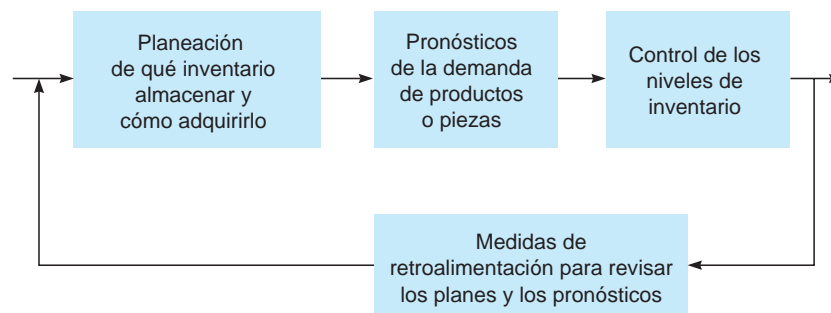 Planeación
de qué inventario
almacenar y
cómo adquirirlo
Pronósticos
de la demanda
de productos
o piezas
Control de los
niveles de
inventario
Medidas de
retroalimentación para revisar
los planes y los pronósticos